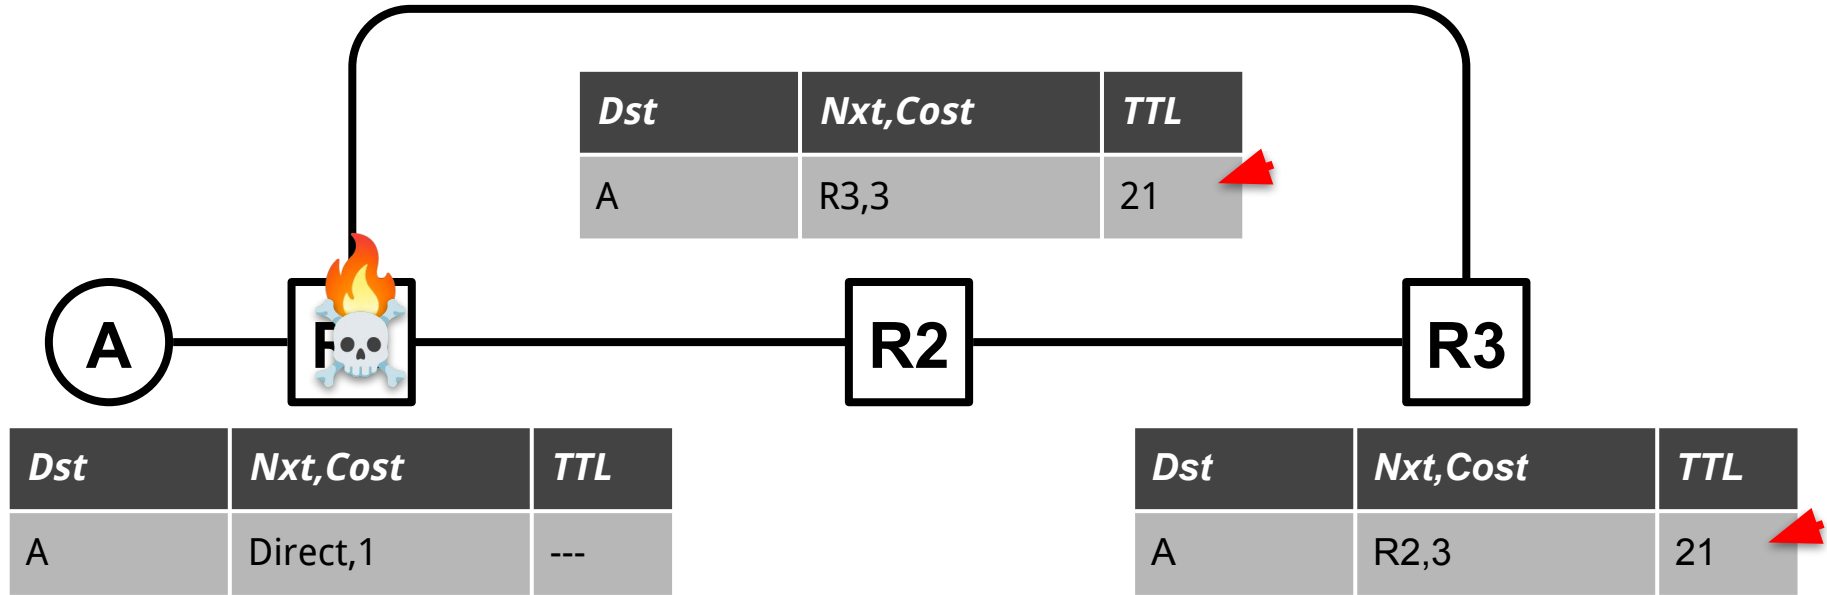 Dst Nxt,Cost TTL
A R3,3 21
A R2 R3
Dst Nxt,Cost TTL
A Direct,1 ---
Dst Nxt,Cost TTL
A R2,3 21